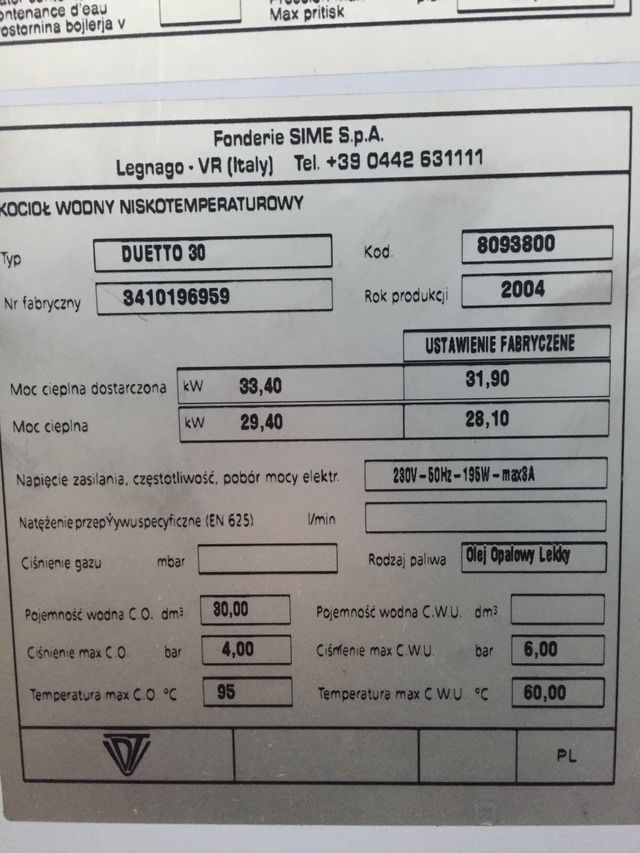 ontenance d'eau
ostornina bojlerja v
Max pritisk
Fonderie SIME S.p.A.
Legnago - VR (Italy) Tel. +39 0442 631111
KOCIOŁ WODNY NISKOTEMPERATUROWY
Typ DUETTO 30 Kod. 8093800
Nr fabryczny 3410196959 Rok produkcji 2004
USTAWIENIE FABRYCZENE
Moc cieplna dostarczona kW 33,40 31,90
Moc cieplna kW 29,40 28,10
Napięcie zasilania, częstotliwość, pobór mocy elektr. 230V-50Hz-195W-max3A
Natężenie przepŸywu specyficzne (EN 625) l/min
Ciśnienie gazu mbar Rodzaj paliwa Olej Opałowy Lekky
Pojemność wodna C.O. dm³ 30,00 Pojemność wodna C.W.U. dm³
Ciśnienie max C.O. bar 4,00 Ciśnienie max C.W.U. bar 6,00
Temperatura max C.O °C 95 Temperatura max C W U. °C 60,00
PL